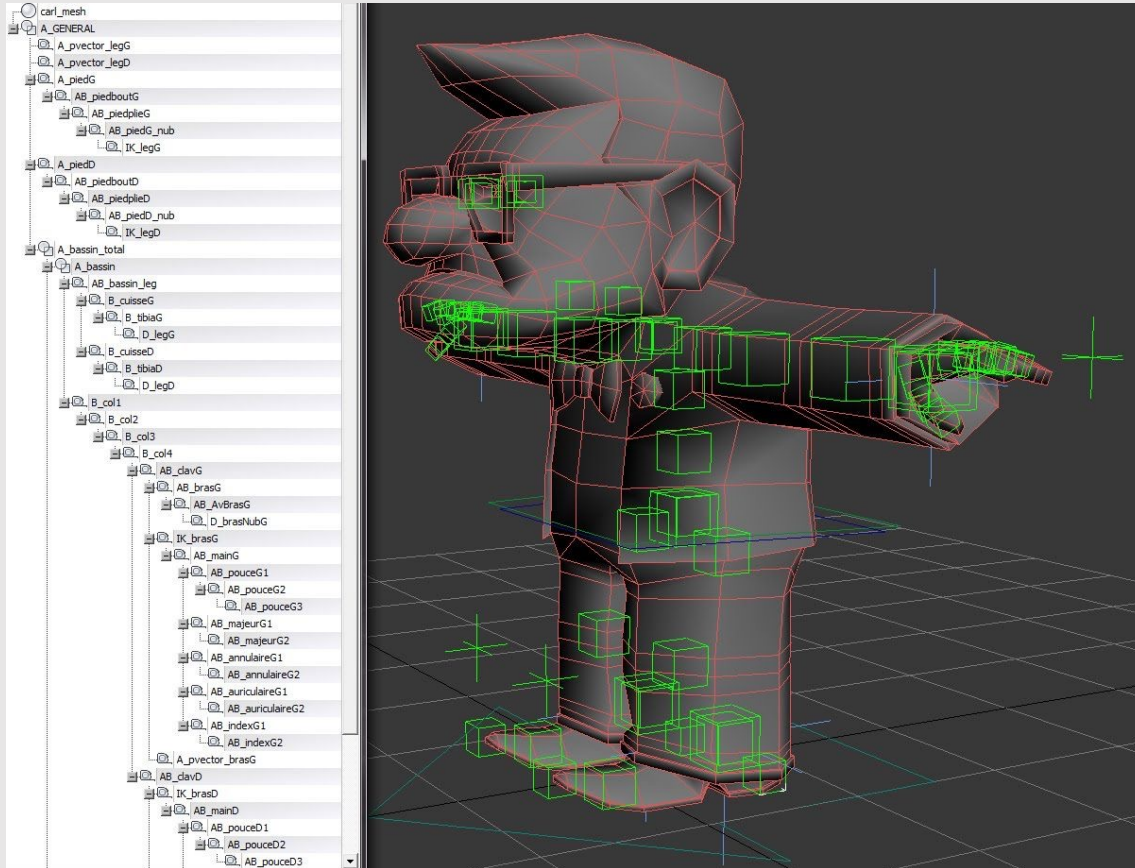 carl_mesh
A_GENERAL
A_pvector_legG
A_pvector_legD
A_piedG
AB_piedboutG
AB_piedplieG
AB_piedG_nub
IK_legG
A_piedD
AB_piedboutD
AB_piedplieD
AB_piedD_nub
IK_legD
A_bassin_total
A_bassin
AB_bassin_leg
B_cuisseG
B_tibiaG
D_legG
B_cuisseD
B_tibiaD
D_legD
B_col1
B_col2
B_col3
B_col4
AB_clavG
AB_brasG
AB_AvBrasG
D_brasNubG
IK_brasG
AB_mainG
AB_pouceG1
AB_pouceG2
AB_pouceG3
AB_majeurG1
AB_majeurG2
AB_annulaireG1
AB_annulaireG2
AB_auriculaireG1
AB_auriculaireG2
AB_indexG1
AB_indexG2
A_pvector_brasG
AB_clavD
IK_brasD
AB_mainD
AB_pouceD1
AB_pouceD2
AB_pouceD3